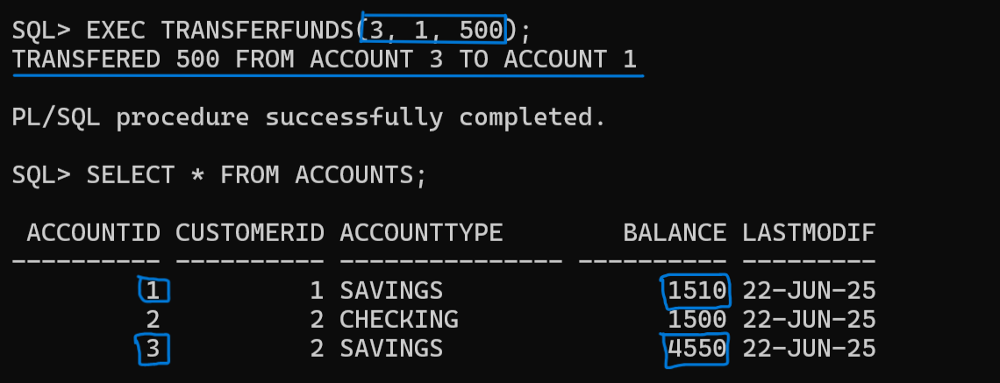 SQL> EXEC TRANSFERFUNDS(3, 1, 500);
TRANSFERED 500 FROM ACCOUNT 3 TO ACCOUNT 1
PL/SQL procedure successfully completed.
SQL> SELECT * FROM ACCOUNTS;
 ACCOUNTID CUSTOMERID ACCOUNTTYPE        BALANCE LASTMODIF
---------- ---------- --------------- ---------- ---------
         1          1 SAVINGS               1510 22-JUN-25
         2          2 CHECKING              1500 22-JUN-25
         3          2 SAVINGS               4550 22-JUN-25